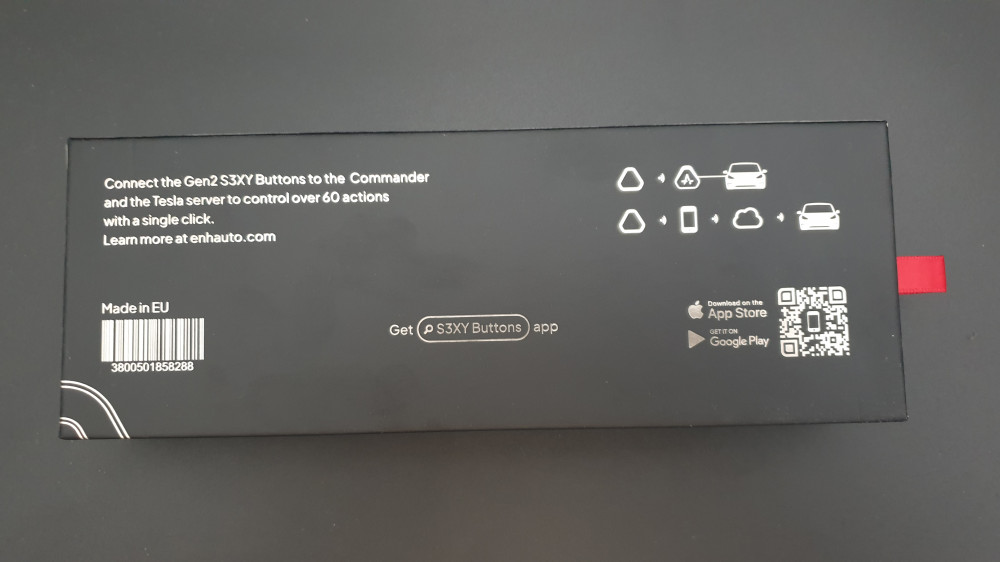 Connect the Gen2 S3XY Buttons to the Commander
and the Tesla server to control over 60 actions
with a single click.
Learn more at enhauto.com
Made in EU
3800501858288
Get S3XY Buttons app
Download on the
App Store
GET IT ON
Google Play